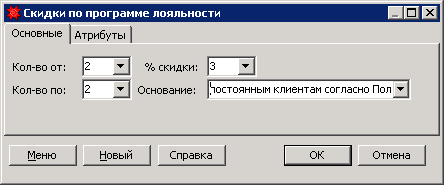 Скидки по программе лояльности
Основные Атрибуты
Кол-во от: 2 % скидки: 3
Кол-во по: 2 Основание: постоянным клиентам согласно Пол
Меню Новый Справка ОК Отмена